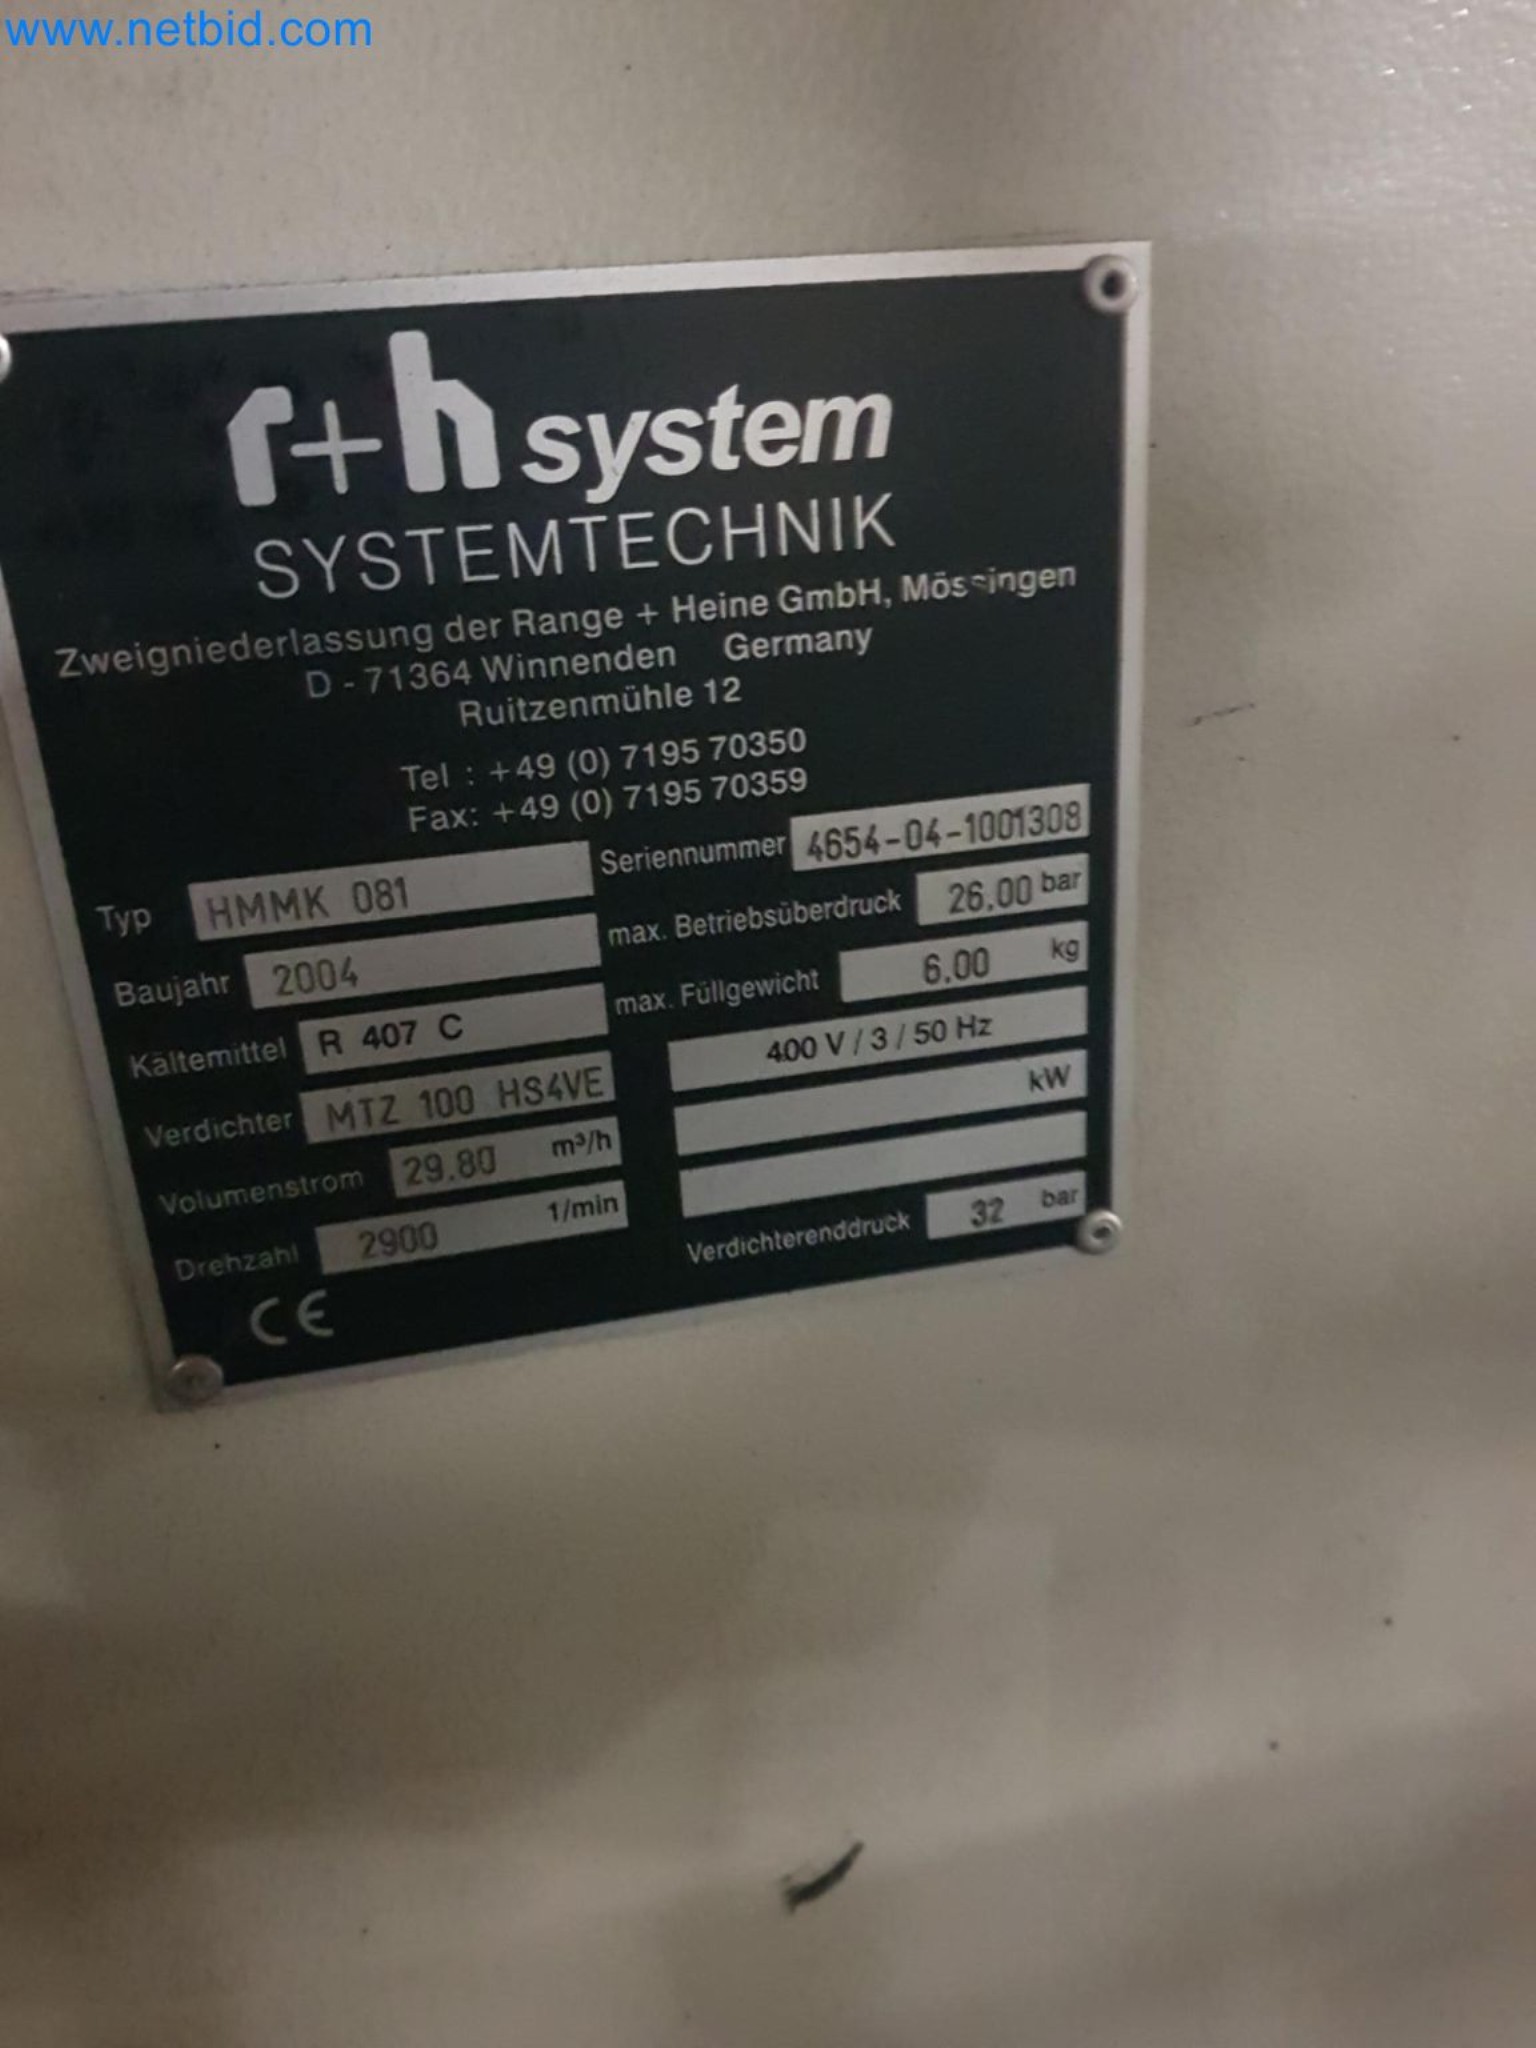 www.netbid.com
r+h system
SYSTEMTECHNIK
Zweigniederlassung der Range + Heine GmbH, Mössingen
D - 71364 Winnenden Germany
Ruitzenmühle 12
Tel : +49 (0) 7195 70350
Fax: +49 (0) 7195 70359
Typ HMMK 081
Seriennummer 4654-04-1001308
Baujahr 2004
max. Betriebsüberdruck 26.00 bar
Kältemittel R 407 C
max. Füllgewicht 6.00 kg
Verdichter MTZ 100 HS4VE
400 V / 3 / 50 Hz
Volumenstrom 29.80 m³/h
kW
Drehzahl 2900 1/min
Verdichterenddruck 32 bar
CE